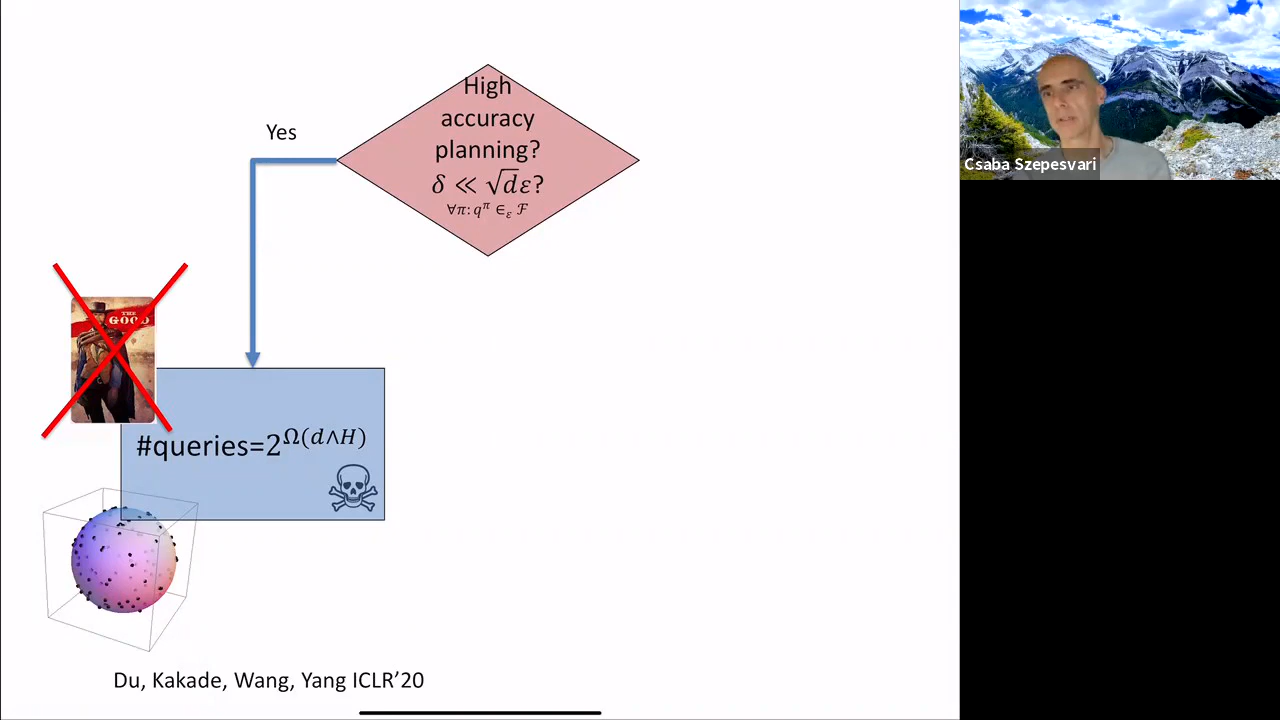 High
accuracy
planning?
δ ≪ √dε?
∀π: q^π ∈_ε ℱ
Yes
THE
GOOD
#queries=2^Ω(d∧H)
Du, Kakade, Wang, Yang ICLR’20
Csaba Szepesvari